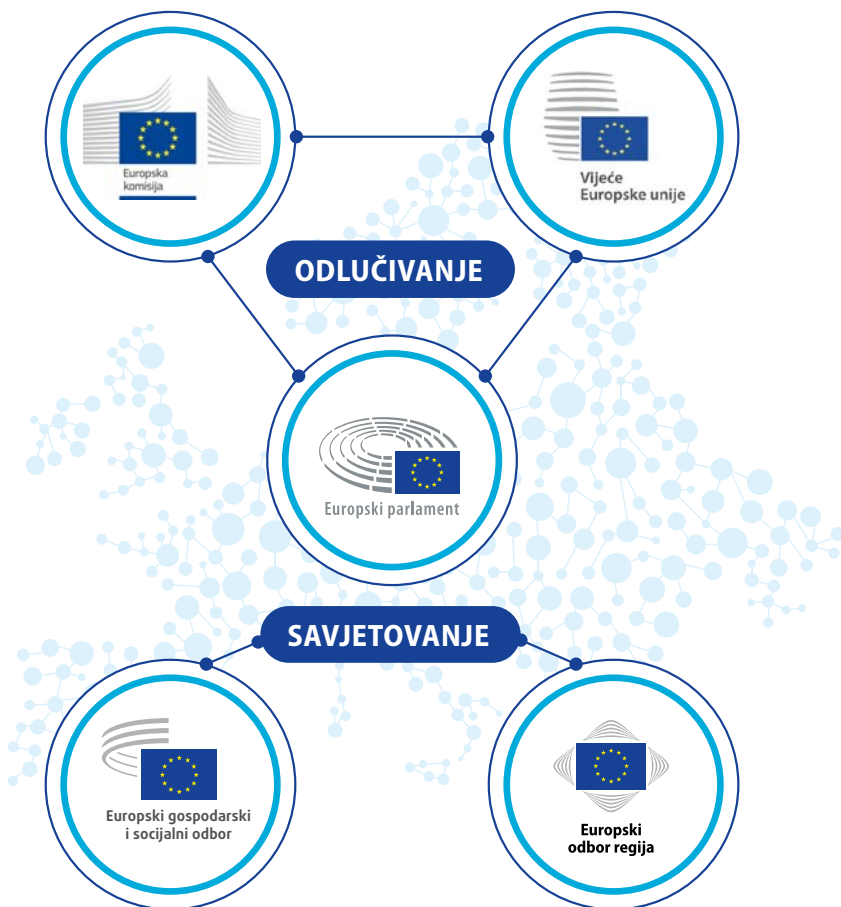 Europska
komisija
Vijeće
Europske unije
ODLUČIVANJE
Europski parlament
SAVJETOVANJE
Europski gospodarski
i socijalni odbor
Europski
odbor regija